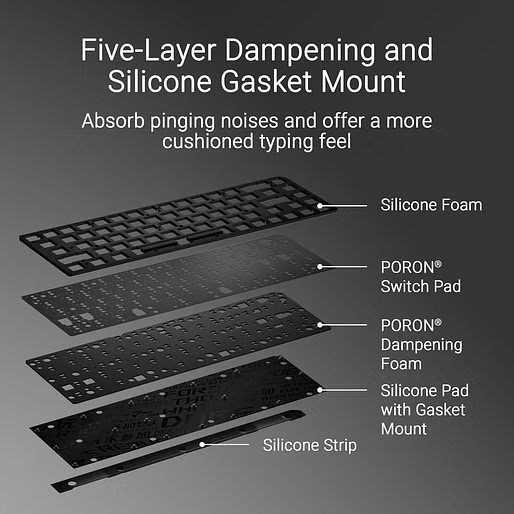 Five-Layer Dampening and
Silicone Gasket Mount
Absorb pinging noises and offer a more
cushioned typing feel
Silicone Foam
PORON®
Switch Pad
PORON®
Dampening
Foam
Silicone Pad
with Gasket
Mount
Silicone Strip